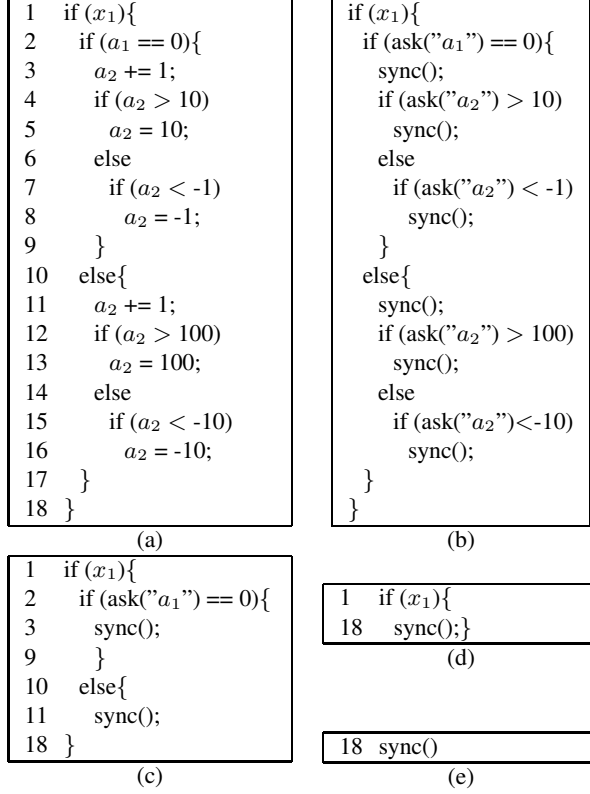 1 if (x₁){
2 if (a₁ == 0){
3 a₂ += 1;
4 if (a₂ > 10)
5 a₂ = 10;
6 else
7 if (a₂ < -1)
8 a₂ = -1;
9 }
10 else{
11 a₂ += 1;
12 if (a₂ > 100)
13 a₂ = 100;
14 else
15 if (a₂ < -10)
16 a₂ = -10;
17 }
18 }
(a)
if (x₁){
if (ask(”a₁”) == 0){
sync();
if (ask(”a₂”) > 10)
sync();
else
if (ask(”a₂”) < -1)
sync();
}
else{
sync();
if (ask(”a₂”) > 100)
sync();
else
if (ask(”a₂”)<-10)
sync();
}
}
(b)
1 if (x₁){
2 if (ask(”a₁”) == 0){
3 sync();
9 }
10 else{
11 sync();
18 }
(c)
1 if (x₁){
18 sync();}
(d)
18 sync()
(e)